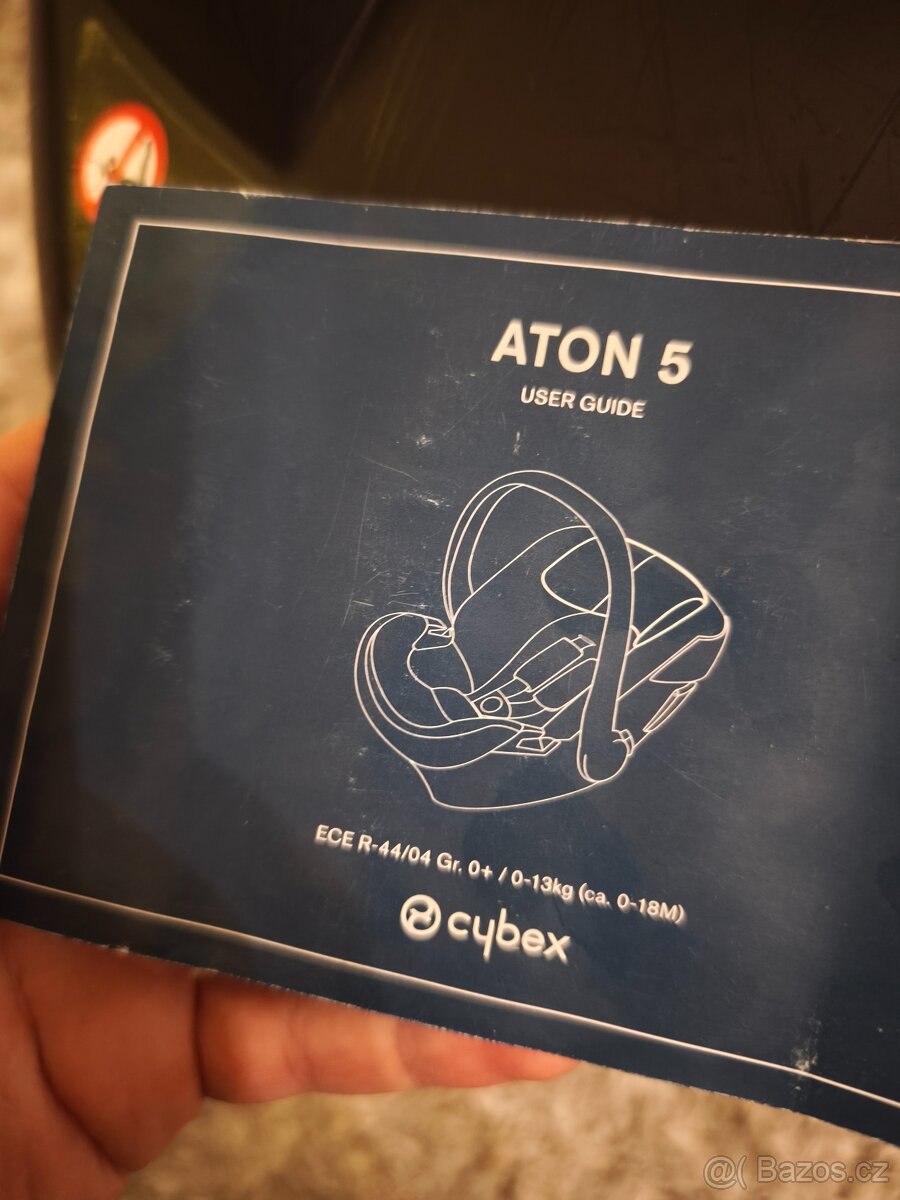 ATON 5
USER GUIDE
ECE R-44/04 Gr. 0+ / 0-13kg (ca. 0-18M)
cybex
@( Bazos.cz